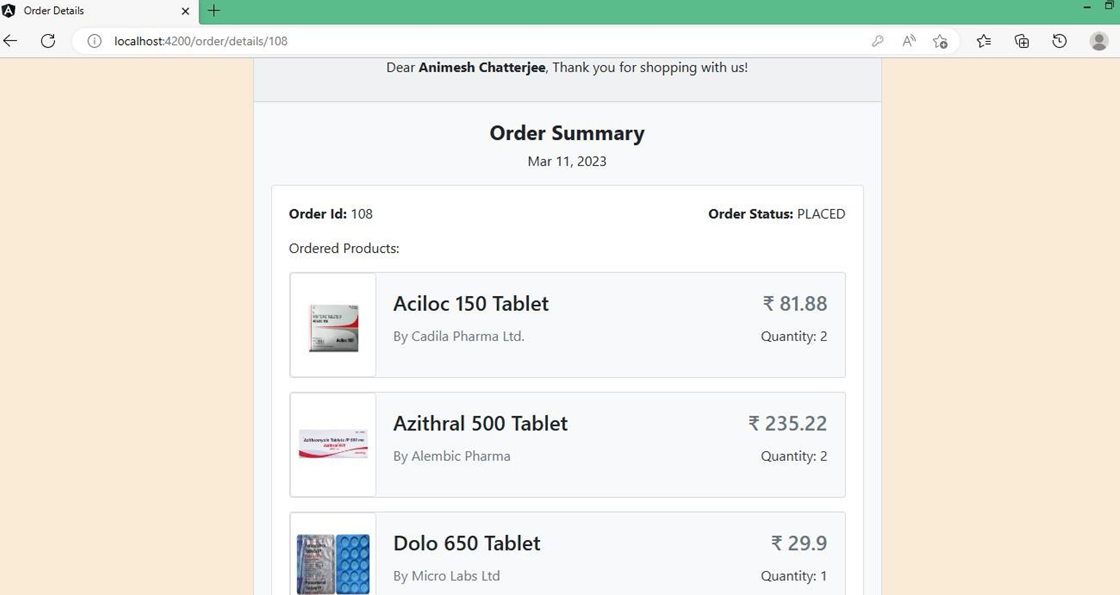 Order Details
localhost:4200/order/details/108
Dear Animesh Chatterjee, Thank you for shopping with us!
Order Summary
Mar 11, 2023
Order Id: 108 Order Status: PLACED
Ordered Products:
Aciloc 150 Tablet ₹ 81.88
By Cadila Pharma Ltd. Quantity: 2
Azithral 500 Tablet ₹ 235.22
By Alembic Pharma Quantity: 2
Dolo 650 Tablet ₹ 29.9
By Micro Labs Ltd Quantity: 1